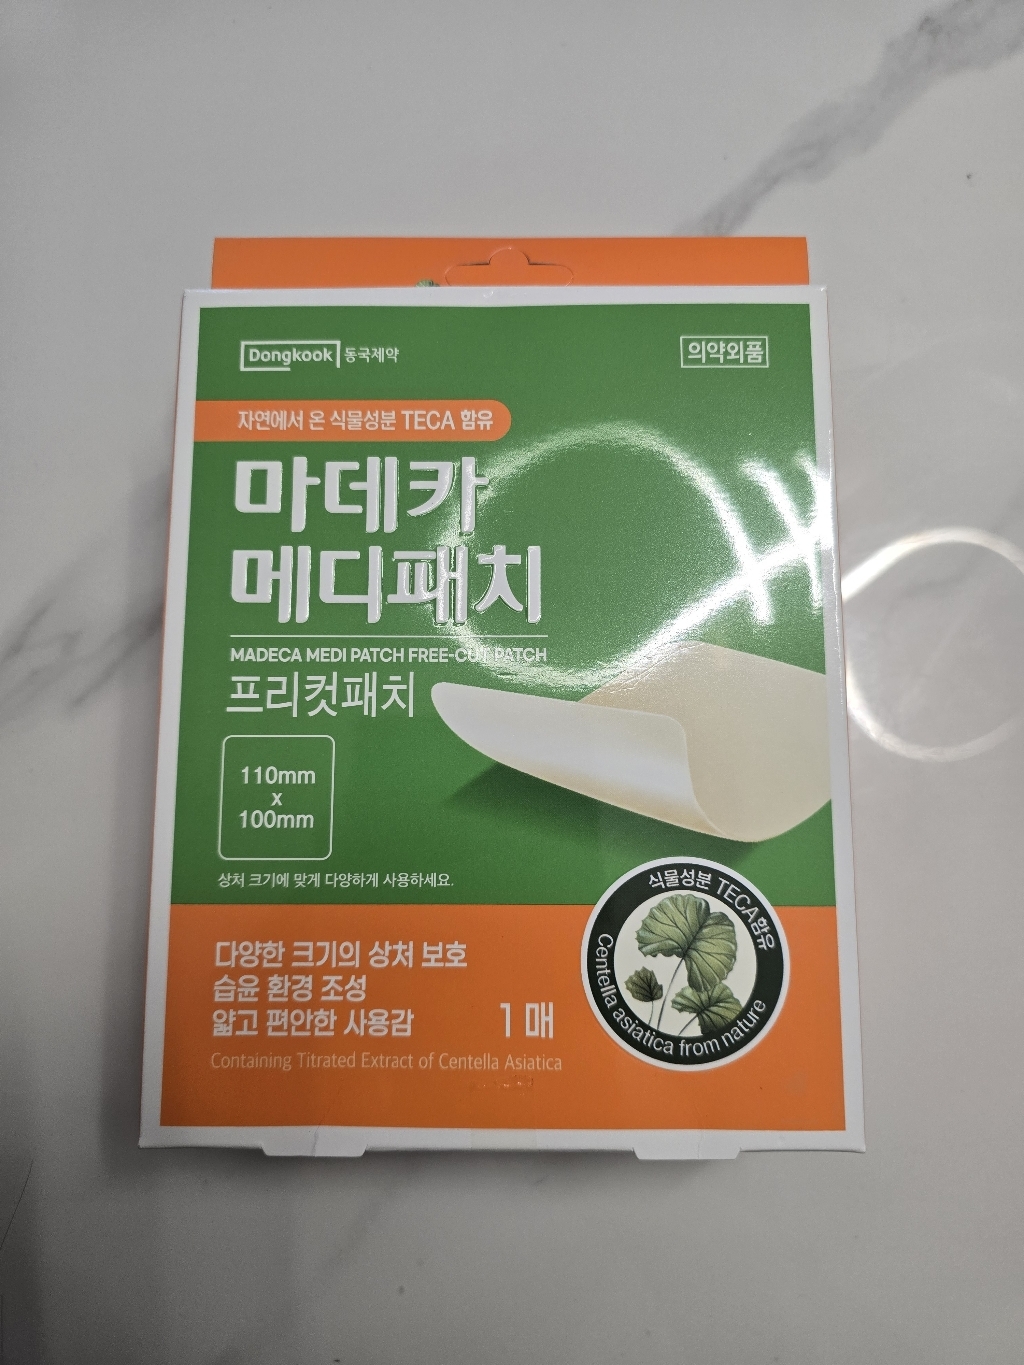 Dongkook 동국제약
의약외품
자연에서 온 식물성분 TECA 함유
마데카
메디패치
MADECA MEDI PATCH FREE-CUT PATCH
프리컷패치
110mm
x
100mm
상처 크기에 맞게 다양하게 사용하세요.
다양한 크기의 상처 보호
습윤 환경 조성
얇고 편안한 사용감
1매
Containing Titrated Extract of Centella Asiatica
식물성분 TECA함유
Centella asiatica from nature